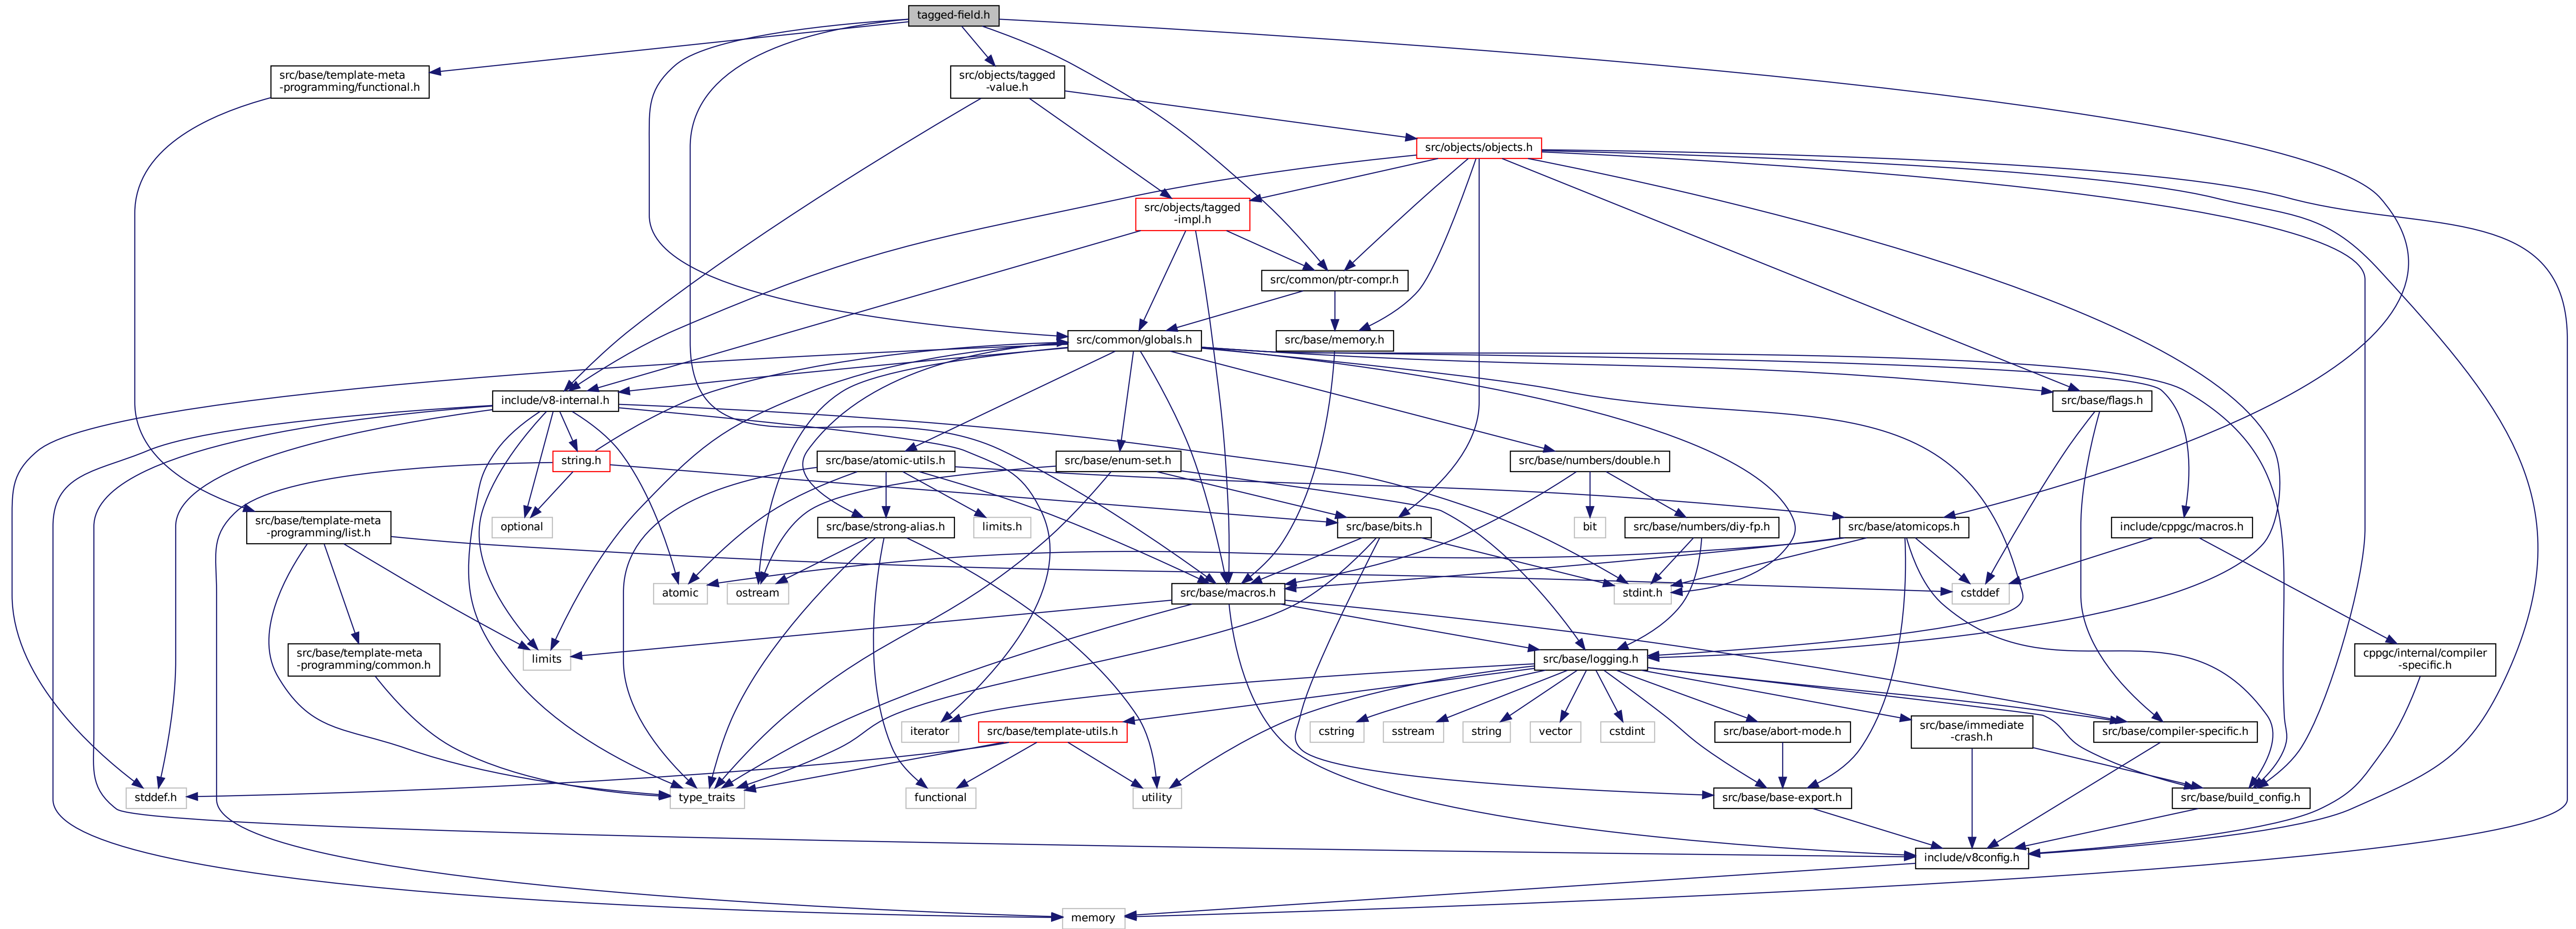 tagged-field.h
src/base/template-meta
-programming/functional.h
src/objects/tagged
-value.h
src/objects/objects.h
src/objects/tagged
-impl.h
src/common/ptr-compr.h
src/common/globals.h
src/base/memory.h
include/v8-internal.h
src/base/flags.h
string.h
src/base/atomic-utils.h
src/base/enum-set.h
src/base/numbers/double.h
src/base/template-meta
-programming/list.h
optional
src/base/strong-alias.h
limits.h
src/base/bits.h
bit
src/base/numbers/diy-fp.h
src/base/atomicops.h
include/cppgc/macros.h
atomic
ostream
src/base/macros.h
stdint.h
cstddef
src/base/template-meta
-programming/common.h
limits
src/base/logging.h
cppgc/internal/compiler
-specific.h
iterator
src/base/template-utils.h
cstring
sstream
string
vector
cstdint
src/base/abort-mode.h
src/base/immediate
-crash.h
src/base/compiler-specific.h
stddef.h
type_traits
functional
utility
src/base/base-export.h
src/base/build_config.h
include/v8config.h
memory